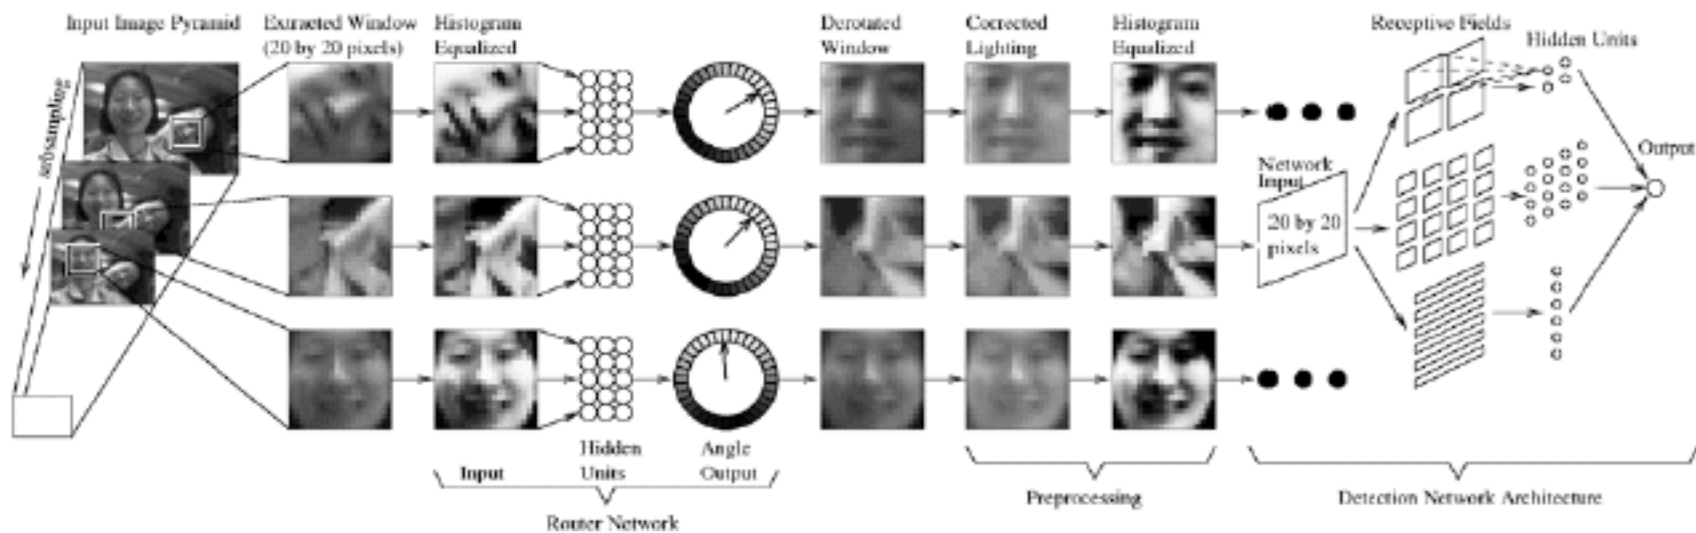 Input Image Pyramid
Extracted Window
(20 by 20 pixels)
Histogram
Equalized
Derotated
Window
Corrected
Lighting
Histogram
Equalized
Receptive Fields
Hidden Units
subsampling
Network
Input
20 by 20
pixels
Output
Input
Hidden
Units
Angle
Output
Router Network
Preprocessing
Detection Network Architecture